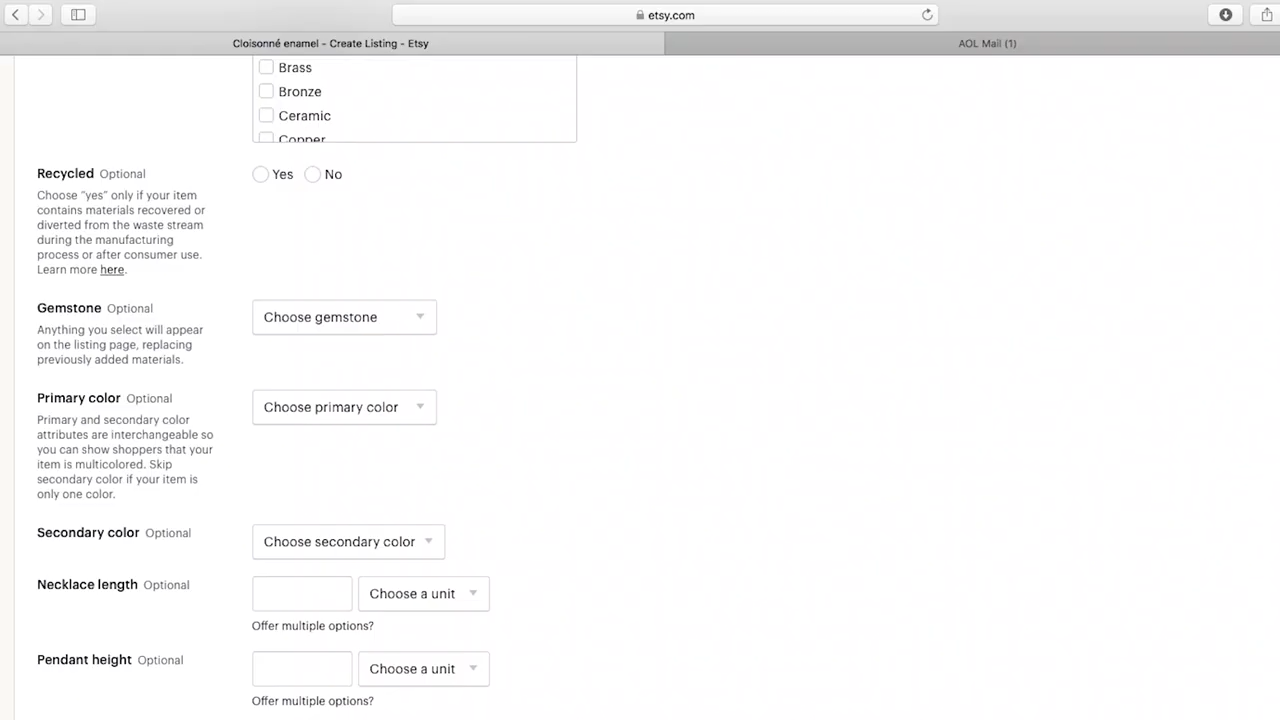 etsy.com
Cloisonné enamel - Create Listing - Etsy
AOL Mail (1)
Brass
Bronze
Ceramic
Copper
Recycled Optional
Yes
No
Choose "yes" only if your item
contains materials recovered or
diverted from the waste stream
during the manufacturing
process or after consumer use.
Learn more here.
Gemstone Optional
Choose gemstone
Anything you select will appear
on the listing page, replacing
previously added materials.
Primary color Optional
Choose primary color
Primary and secondary color
attributes are interchangeable so
you can show shoppers that your
item is multicolored. Skip
secondary color if your item is
only one color.
Secondary color Optional
Choose secondary color
Necklace length Optional
Choose a unit
Offer multiple options?
Pendant height Optional
Choose a unit
Offer multiple options?